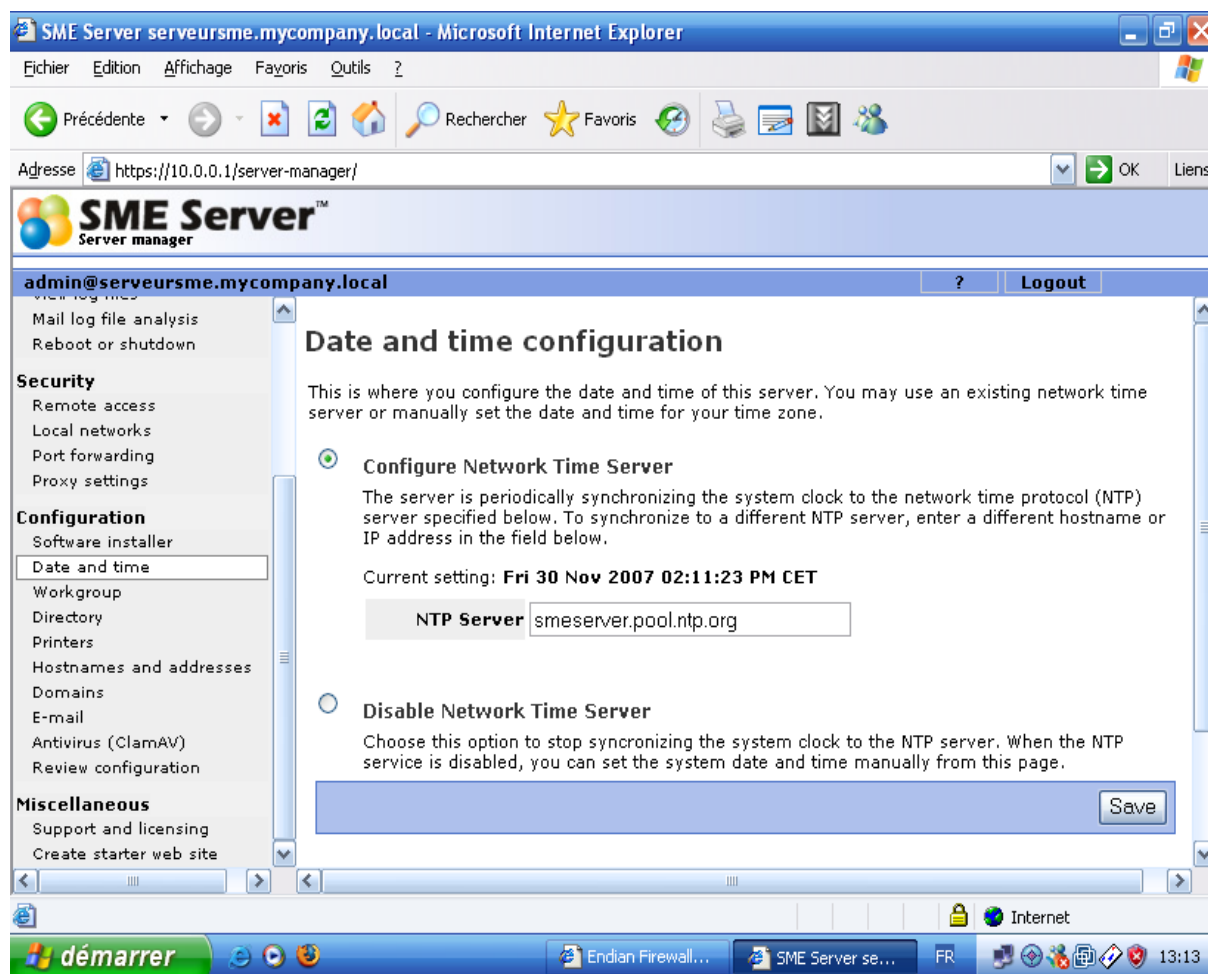 SME Server serveursme.mycompany.local - Microsoft Internet Explorer
Fichier Edition Affichage Favoris Outils ?
Précédente Rechercher Favoris
Adresse https://10.0.0.1/server-manager/ OK Liens
SME Server™
Server manager
admin@serveursme.mycompany.local ? Logout
View log files
Mail log file analysis
Reboot or shutdown
Security
Remote access
Local networks
Port forwarding
Proxy settings
Configuration
Software installer
Date and time
Workgroup
Directory
Printers
Hostnames and addresses
Domains
E-mail
Antivirus (ClamAV)
Review configuration
Miscellaneous
Support and licensing
Create starter web site
Date and time configuration
This is where you configure the date and time of this server. You may use an existing network time
server or manually set the date and time for your time zone.
Configure Network Time Server
The server is periodically synchronizing the system clock to the network time protocol (NTP)
server specified below. To synchronize to a different NTP server, enter a different hostname or
IP address in the field below.
Current setting: Fri 30 Nov 2007 02:11:23 PM CET
NTP Server smeserver.pool.ntp.org
Disable Network Time Server
Choose this option to stop syncronizing the system clock to the NTP server. When the NTP
service is disabled, you can set the system date and time manually from this page.
Save
Internet
démarrer Endian Firewall... SME Server se... FR 13:13